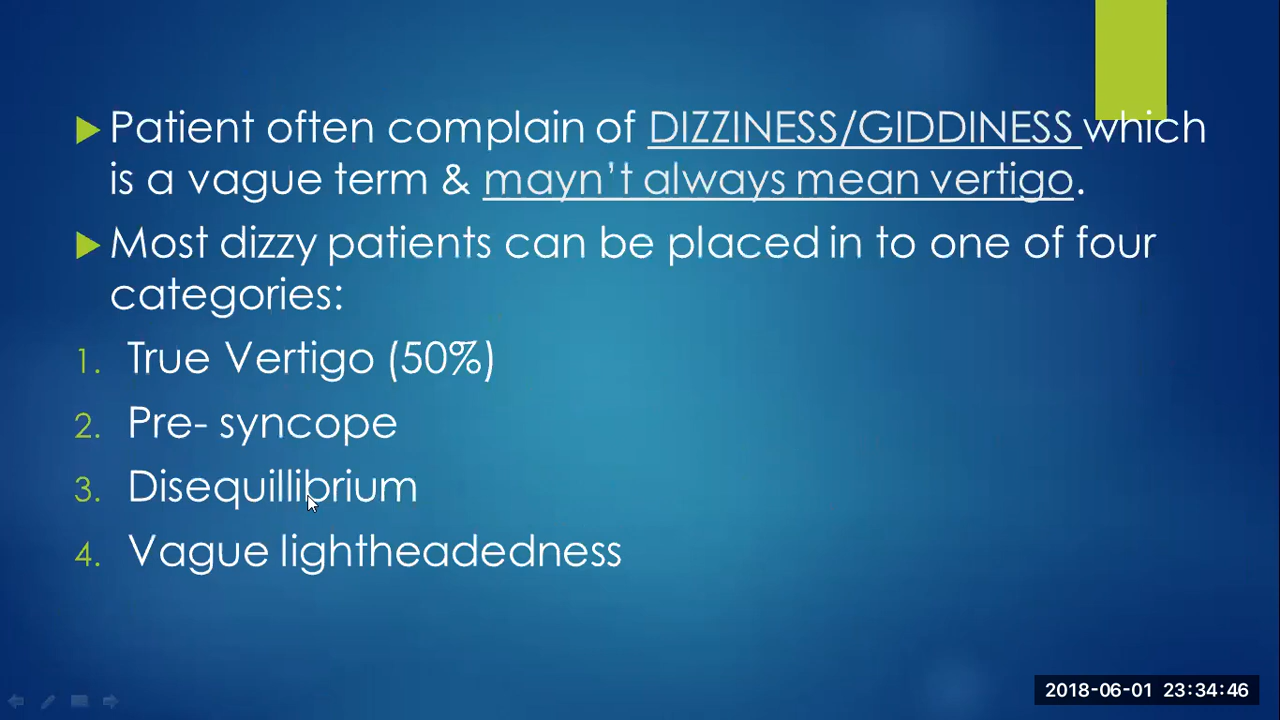 Patient often complain of DIZZINESS/GIDDINESS which
is a vague term & mayn't always mean vertigo.
Most dizzy patients can be placed in to one of four
categories:
1. True Vertigo (50%)
2. Pre- syncope
3. Disequillibrium
4. Vague lightheadedness
2018-06-01 23:34:46